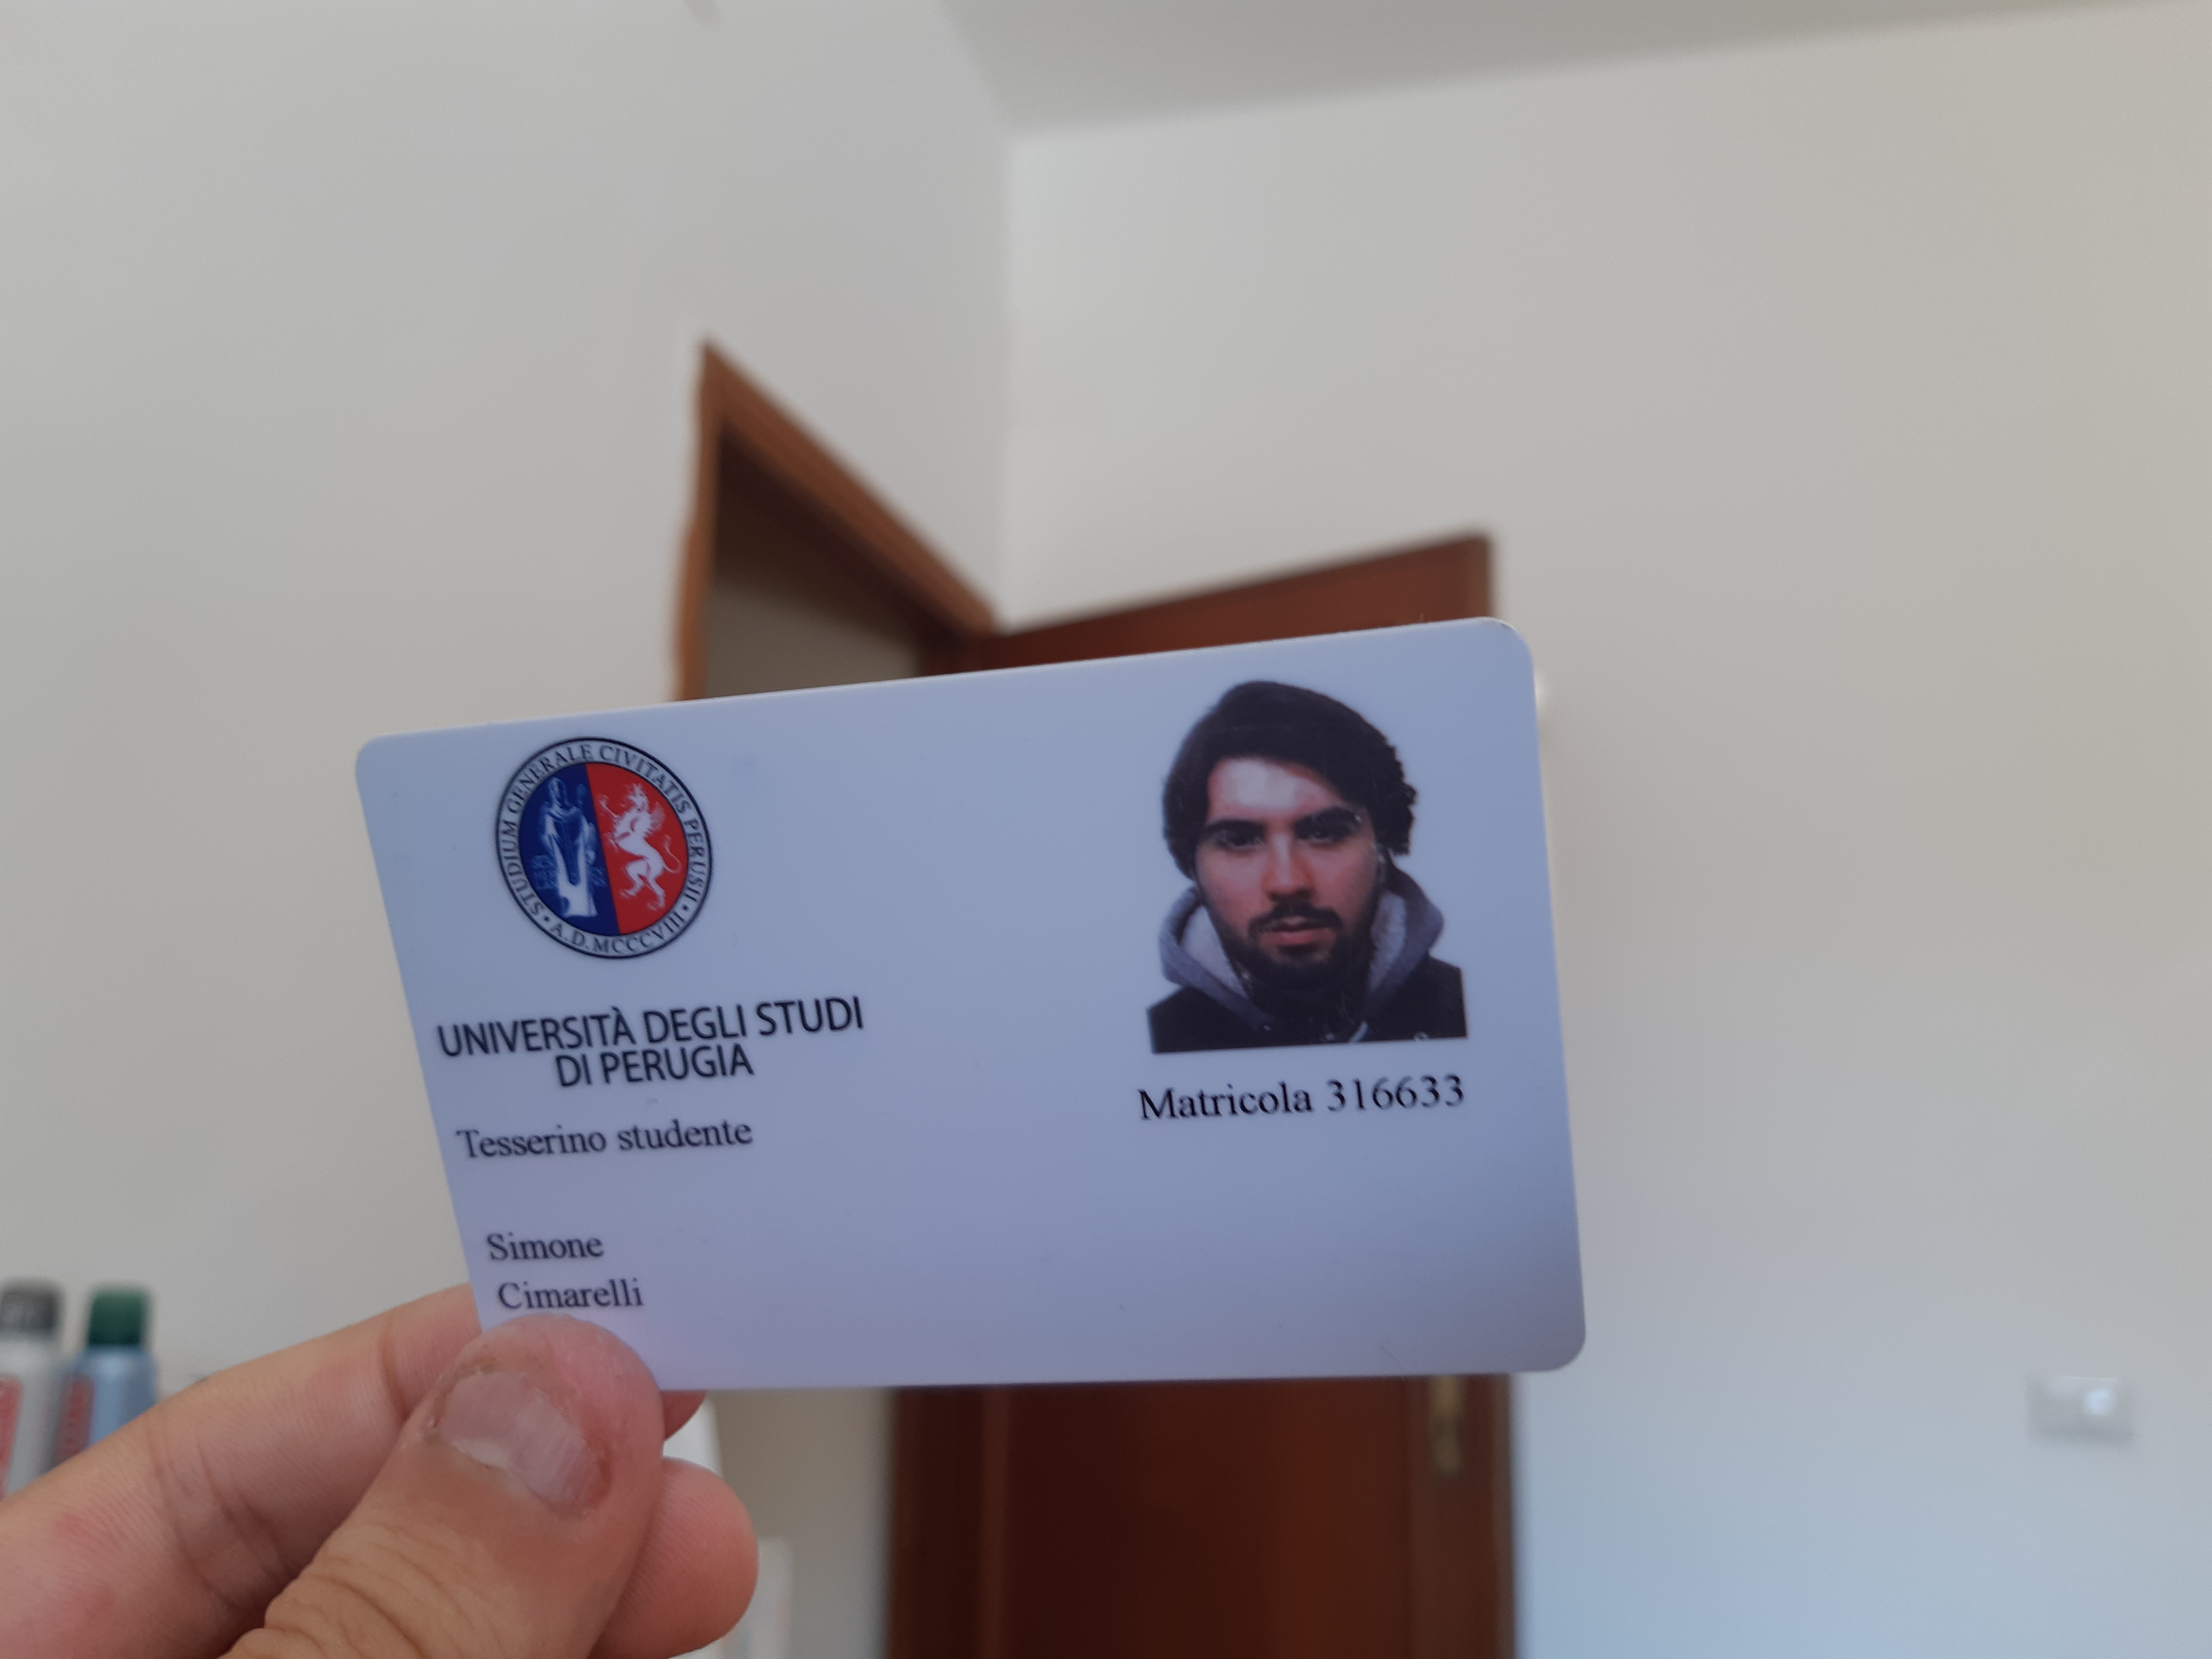 STUDIUM GENERALE CIVITATIS PERUSII
A.D. MCCCVIII
UNIVERSITÀ DEGLI STUDI
DI PERUGIA
Tesserino studente
Simone
Cimarelli
Matricola 316633